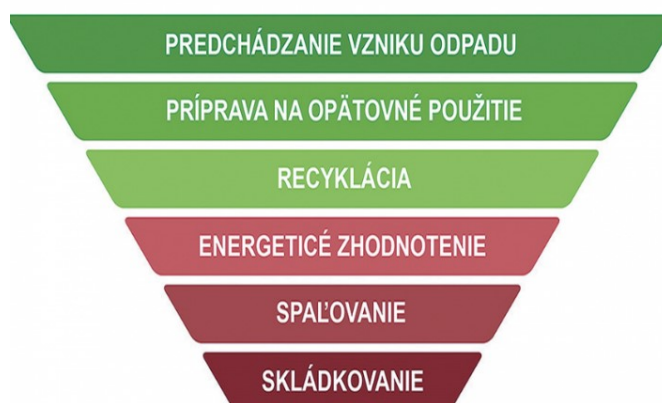 PREDCHÁDZANIE VZNIKU ODPADU
PRÍPRAVA NA OPÄTOVNÉ POUŽITIE
RECYKLÁCIA
ENERGETICÉ ZHODNOTENIE
SPAĽOVANIE
SKLÁDKOVANIE